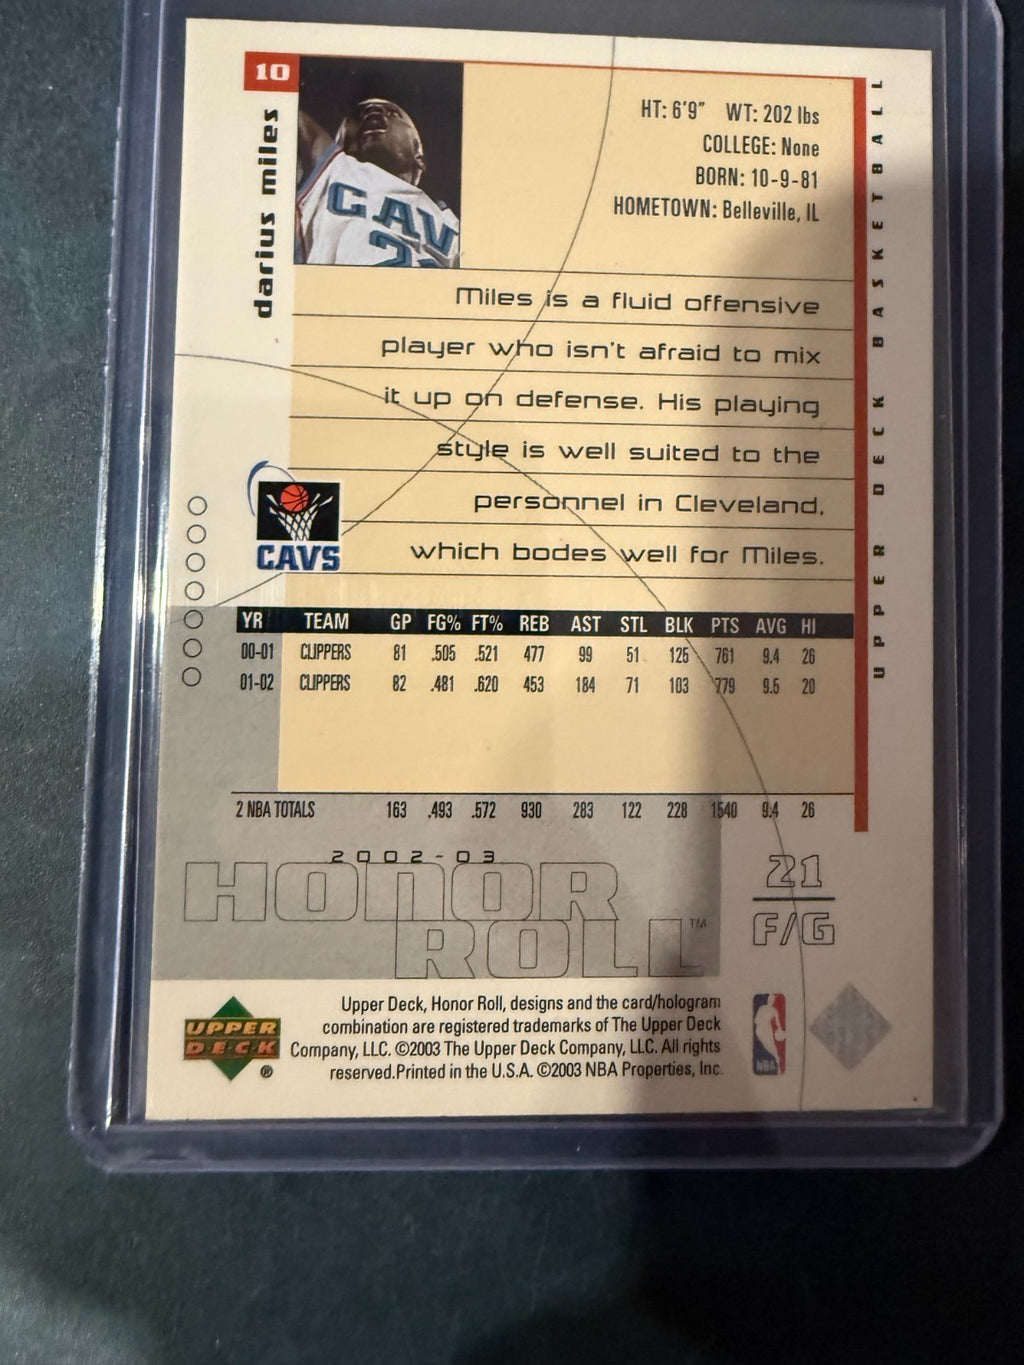 10
darius miles
CAV
2
HT: 6'9" WT: 202 lbs
COLLEGE: None
BORN: 10-9-81
HOMETOWN: Belleville, IL
UPPER DECK BASKETBALL
Miles is a fluid offensive
player who isn't afraid to mix
it up on defense. His playing
style is well suited to the
personnel in Cleveland,
which bodes well for Miles.
CAVS
YR TEAM GP FG% FT% REB AST STL BLK PTS AVG HI
00-01 CLIPPERS 81 .505 .521 477 99 51 125 761 9.4 26
01-02 CLIPPERS 82 .481 .620 453 184 71 103 779 9.5 20
2 NBA TOTALS 163 .493 .572 930 283 122 228 1540 9.4 26
2002-03
HONOR
ROLL™
21
F/G
UPPER
DECK
®
Upper Deck, Honor Roll, designs and the card/hologram
combination are registered trademarks of The Upper Deck
Company, LLC. ©2003 The Upper Deck Company, LLC. All rights
reserved.Printed in the U.S.A. ©2003 NBA Properties, Inc.
NBA